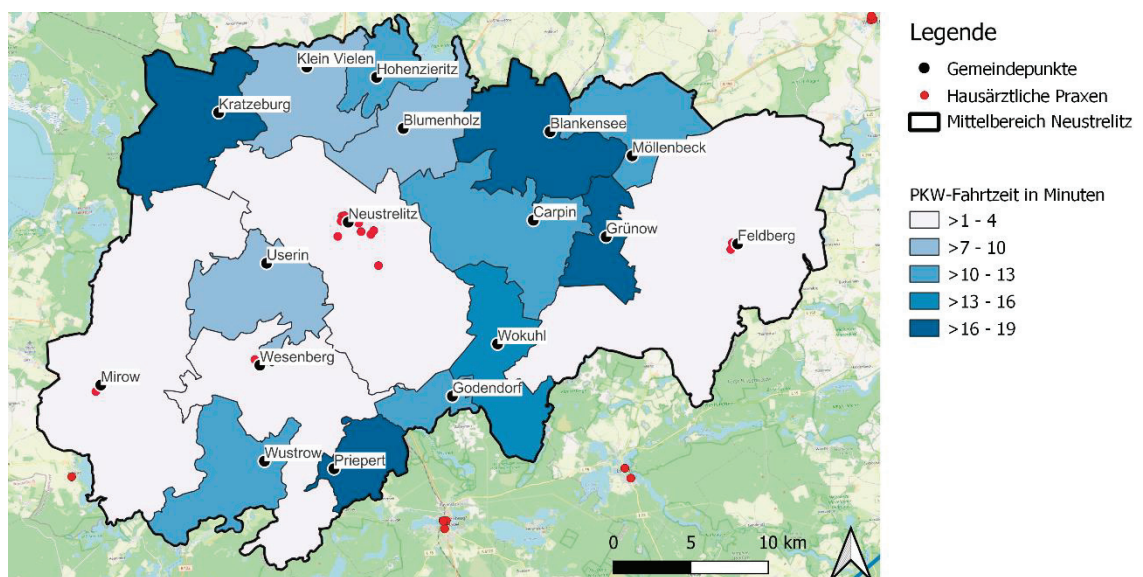 Klein Vielen
Hohenzieritz
Kratzeburg
Blumenholz
Blankensee
Möllenbeck
Neustrelitz
Carpin
Grünow
Feldberg
Userin
Wokuhl
Wesenberg
Mirow
Godendorf
Wustrow
Priepert
0 5 10 km
Legende
Gemeindepunkte
Hausärztliche Praxen
Mittelbereich Neustrelitz
PKW-Fahrtzeit in Minuten
>1 - 4
>7 - 10
>10 - 13
>13 - 16
>16 - 19